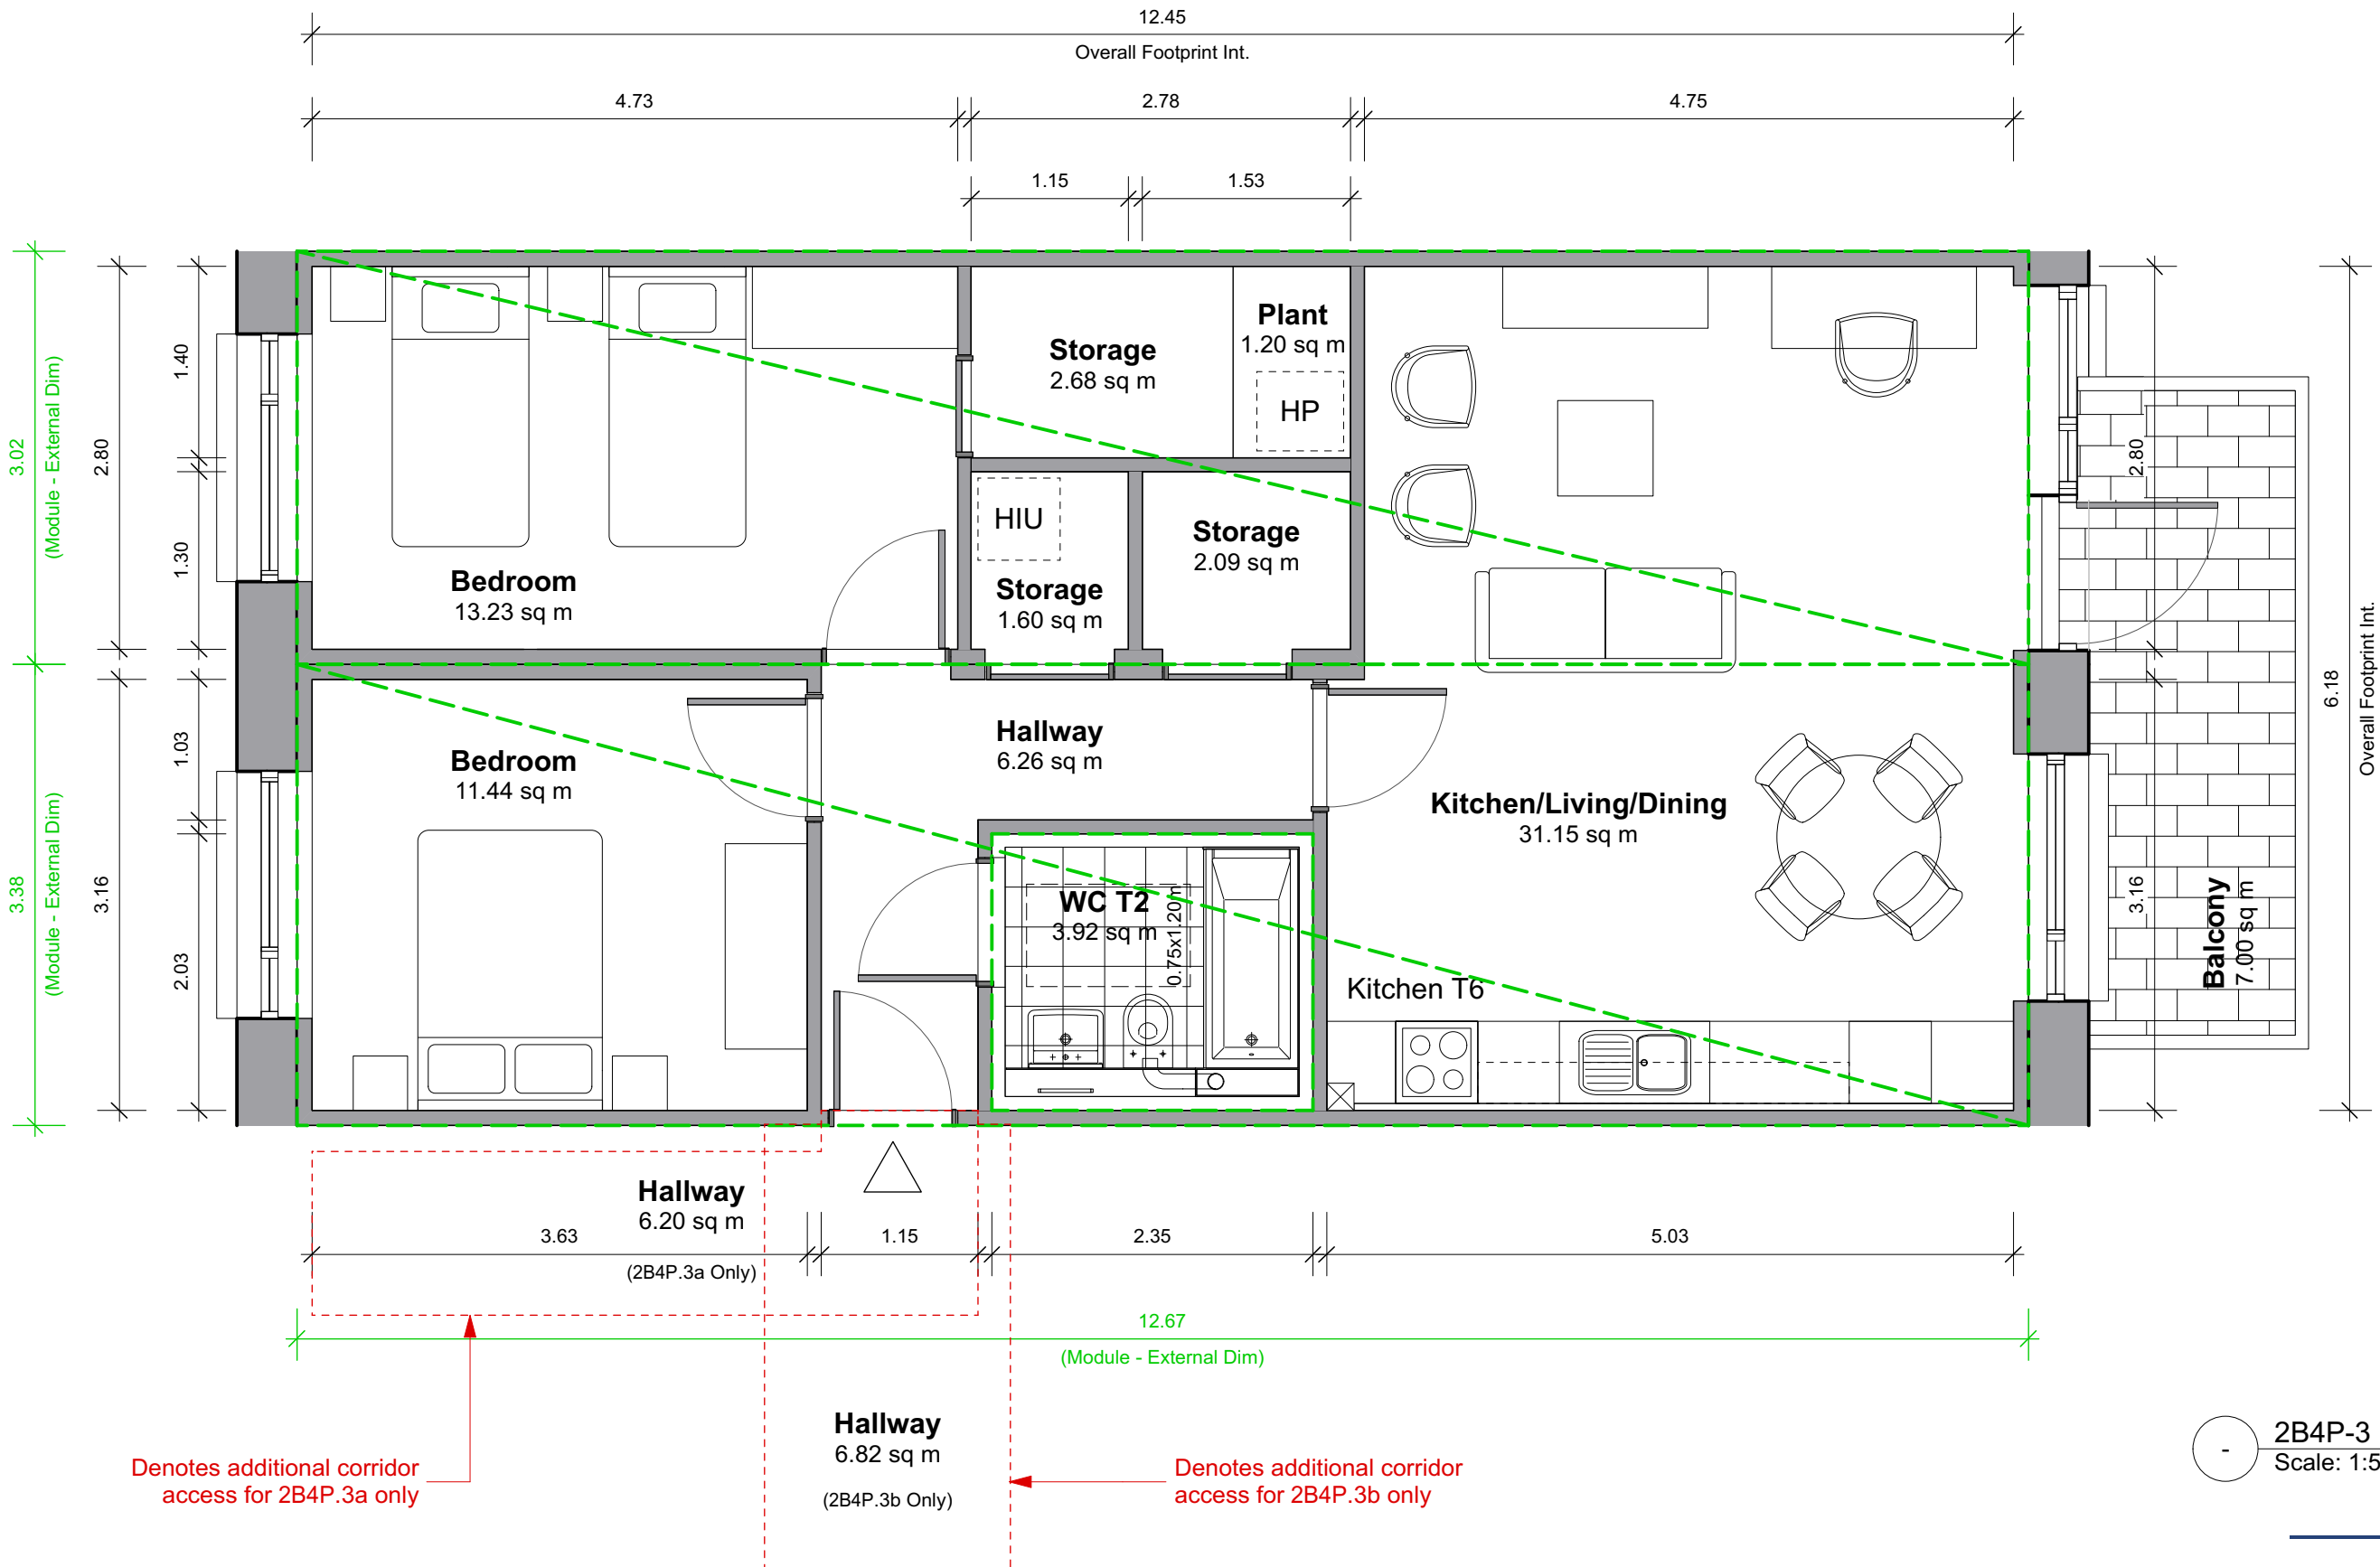 12.45
Overall Footprint Int.
4.73
2.78
4.75
1.15
1.53
3.02
(Module - External Dim)
2.80
1.40
1.30
3.38
(Module - External Dim)
3.16
1.03
2.03
Bedroom
13.23 sq m
Storage
2.68 sq m
Plant
1.20 sq m
HP
HIU
Storage
1.60 sq m
Storage
2.09 sq m
2.80
Bedroom
11.44 sq m
Hallway
6.26 sq m
Kitchen/Living/Dining
31.15 sq m
WC T2
3.92 sq m
0.75x1.20m
Kitchen T6
3.16
Balcony
7.00 sq m
6.18
Overall Footprint Int.
Hallway
6.20 sq m
(2B4P.3a Only)
3.63
1.15
2.35
5.03
12.67
(Module - External Dim)
Hallway
6.82 sq m
(2B4P.3b Only)
Denotes additional corridor
access for 2B4P.3a only
Denotes additional corridor
access for 2B4P.3b only
-
2B4P-3
Scale: 1:5